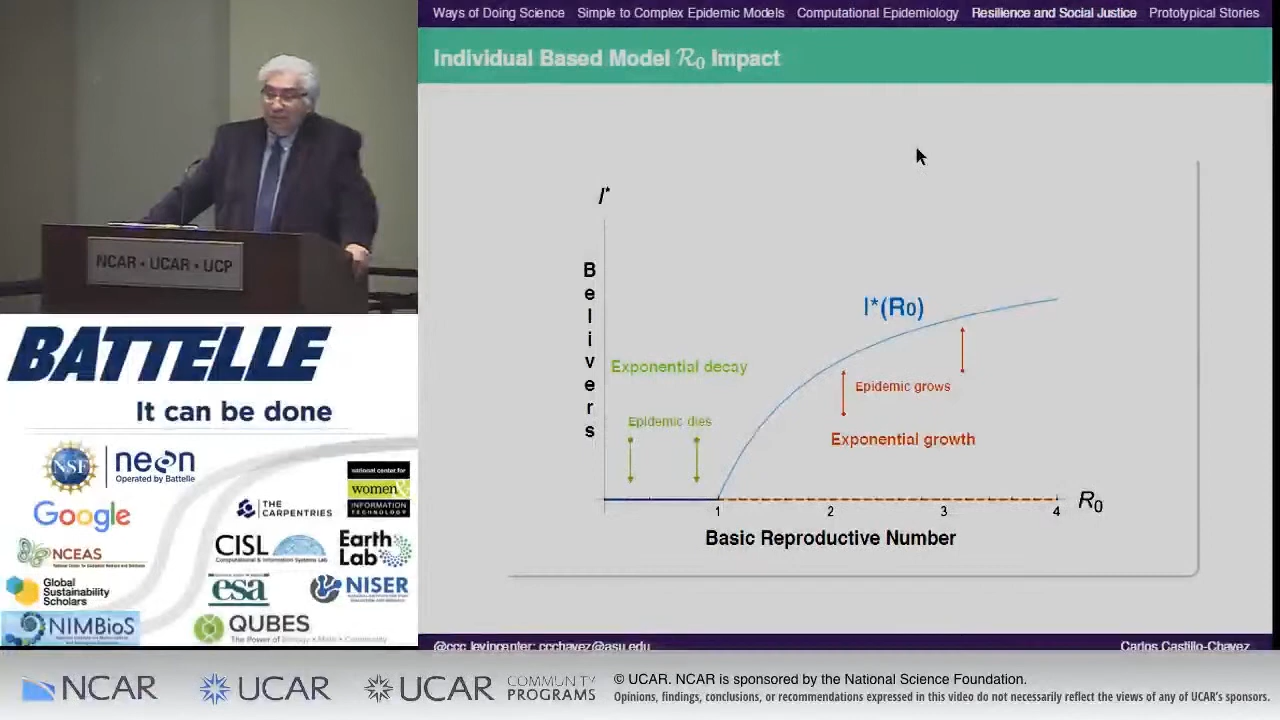 Ways of Doing Science Simple to Complex Epidemic Models Computational Epidemiology Resilience and Social Justice Prototypical Stories
Individual Based Model R₀ Impact
I*
Belivers
I*(R₀)
Exponential decay
Epidemic grows
Epidemic dies
Exponential growth
1 2 3 4 R₀
Basic Reproductive Number
@ccc_levincenter; ccchavez@asu.edu Carlos Castillo-Chavez
NCAR • UCAR • UCP
BATTELLE
It can be done
NSF
neon
Operated by Battelle
national center for
women &
INFORMATION
TECHNOLOGY
Google
THE
CARPENTRIES
NCEAS
CISL
Computational & Information Systems Lab
Earth
Lab
Global
Sustainability
Scholars
esa
NISER
NIMBioS
QUBES
The Power of Biology • Math • Community
NCAR
UCAR
UCAR
COMMUNITY
PROGRAMS
© UCAR. NCAR is sponsored by the National Science Foundation.
Opinions, findings, conclusions, or recommendations expressed in this video do not necessarily reflect the views of any of UCAR's sponsors.